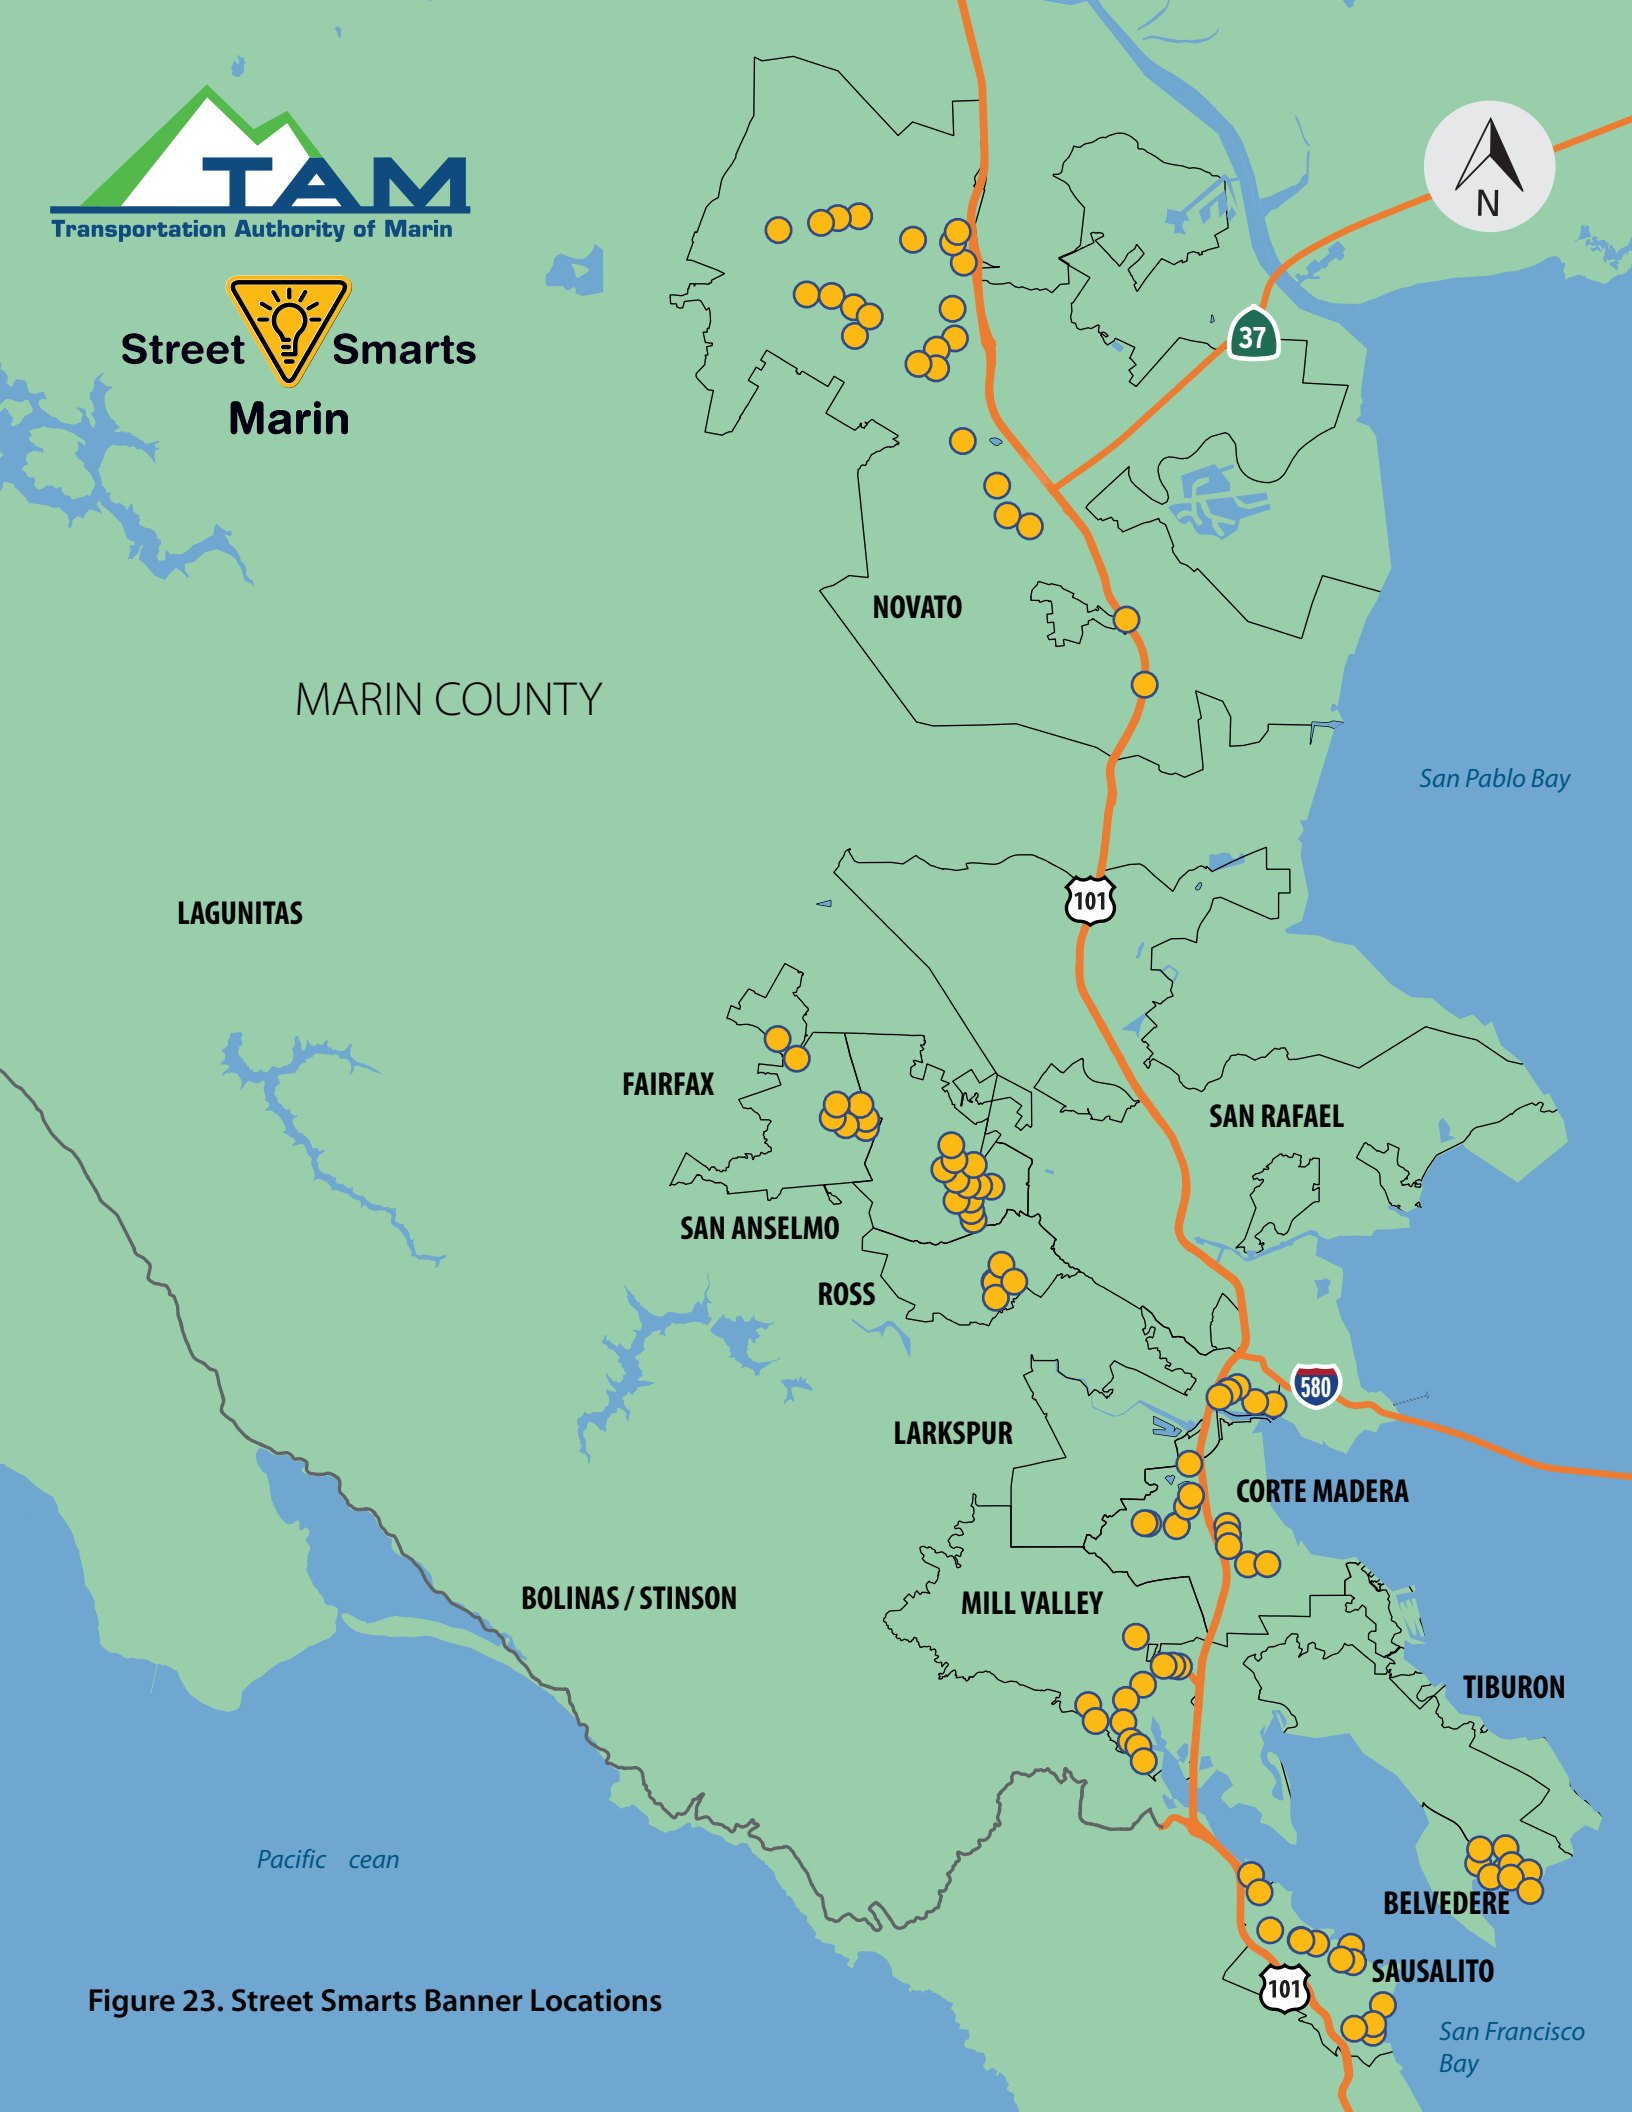 TAM
Transportation Authority of Marin
Street Smarts
Marin
N
37
NOVATO
MARIN COUNTY
San Pablo Bay
101
LAGUNITAS
FAIRFAX
SAN RAFAEL
SAN ANSELMO
ROSS
580
LARKSPUR
CORTE MADERA
BOLINAS / STINSON
MILL VALLEY
TIBURON
Pacific cean
BELVEDERE
SAUSALITO
101
Figure 23. Street Smarts Banner Locations
San Francisco
Bay